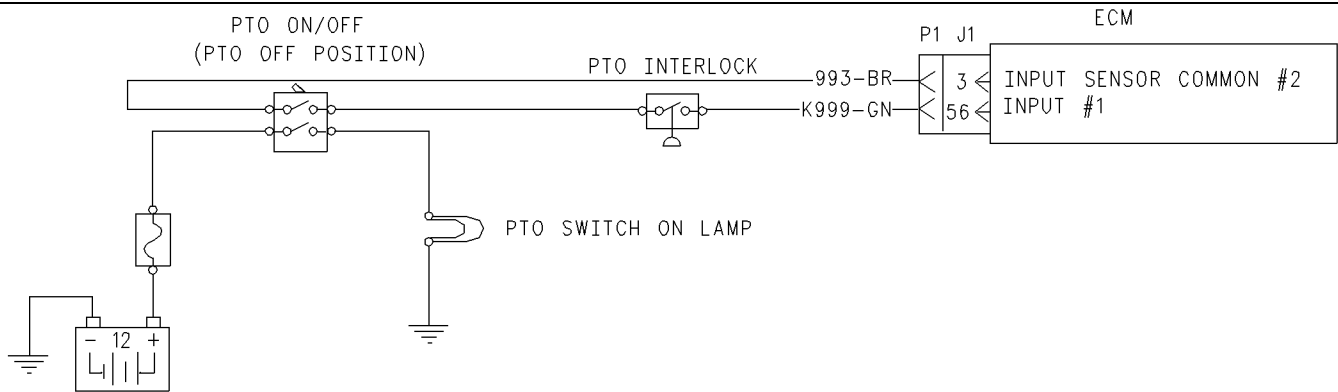 PTO ON/OFF
(PTO OFF POSITION)
ECM
P1 J1
PTO INTERLOCK
993-BR
3
INPUT SENSOR COMMON #2
K999-GN
56
INPUT #1
PTO SWITCH ON LAMP
- 12 +